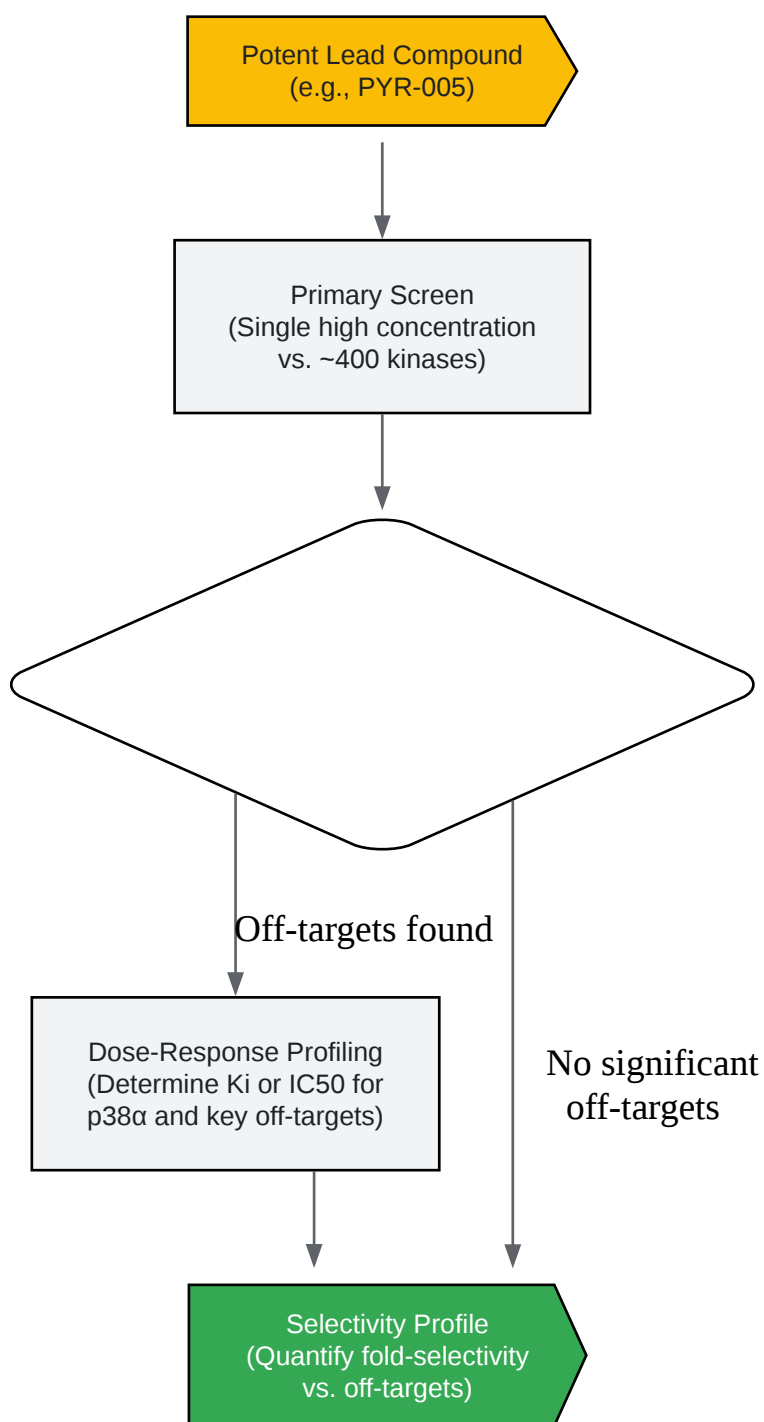 Potent Lead Compound
(e.g., PYR-005)
Primary Screen
(Single high concentration
vs. ~400 kinases)
Off-targets found
Dose-Response Profiling
(Determine Ki or IC50 for
p38α and key off-targets)
No significant
off-targets
Selectivity Profile
(Quantify fold-selectivity
vs. off-targets)